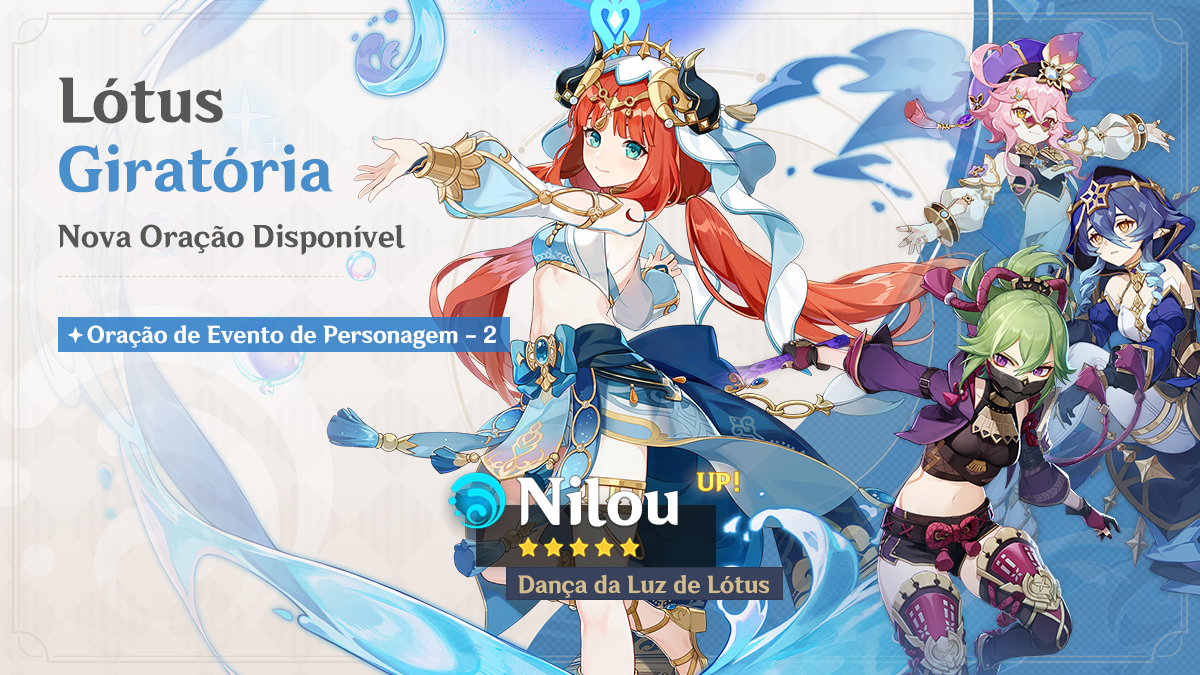 Lótus
Giratória
Nova Oração Disponível
Oração de Evento de Personagem - 2
Nilou UP!
Dança da Luz de Lótus